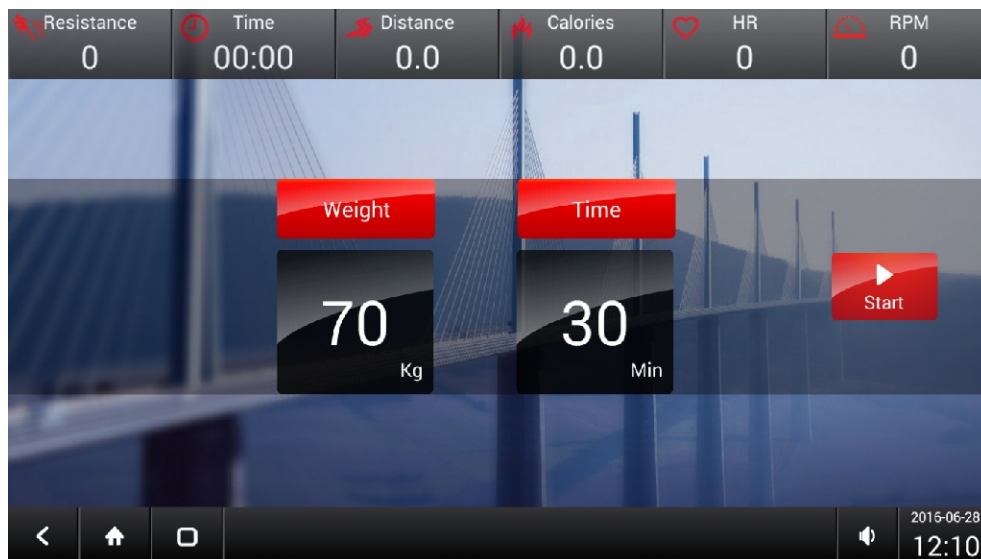 Resistance Time Distance Calories HR RPM
0 00:00 0.0 0.0 0 0
Weight Time
70 30
Kg Min
Start
2016-06-28
12:10